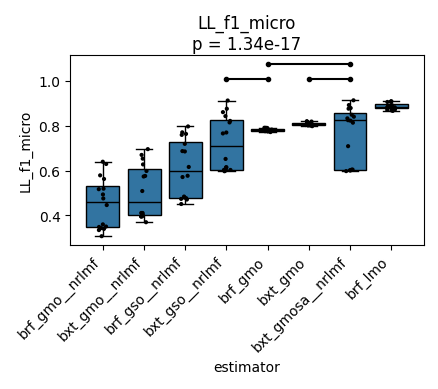 LL_f1_micro
p = 1.34e-17
LL_f1_micro
1.0
0.8
0.6
0.4
brf_gmo__nrlmf
bxt_gmo__nrlmf
brf_gso__nrlmf
bxt_gso__nrlmf
brf_gmo
bxt_gmo
bxt_gmosa__nrlmf
brf_lmo
estimator